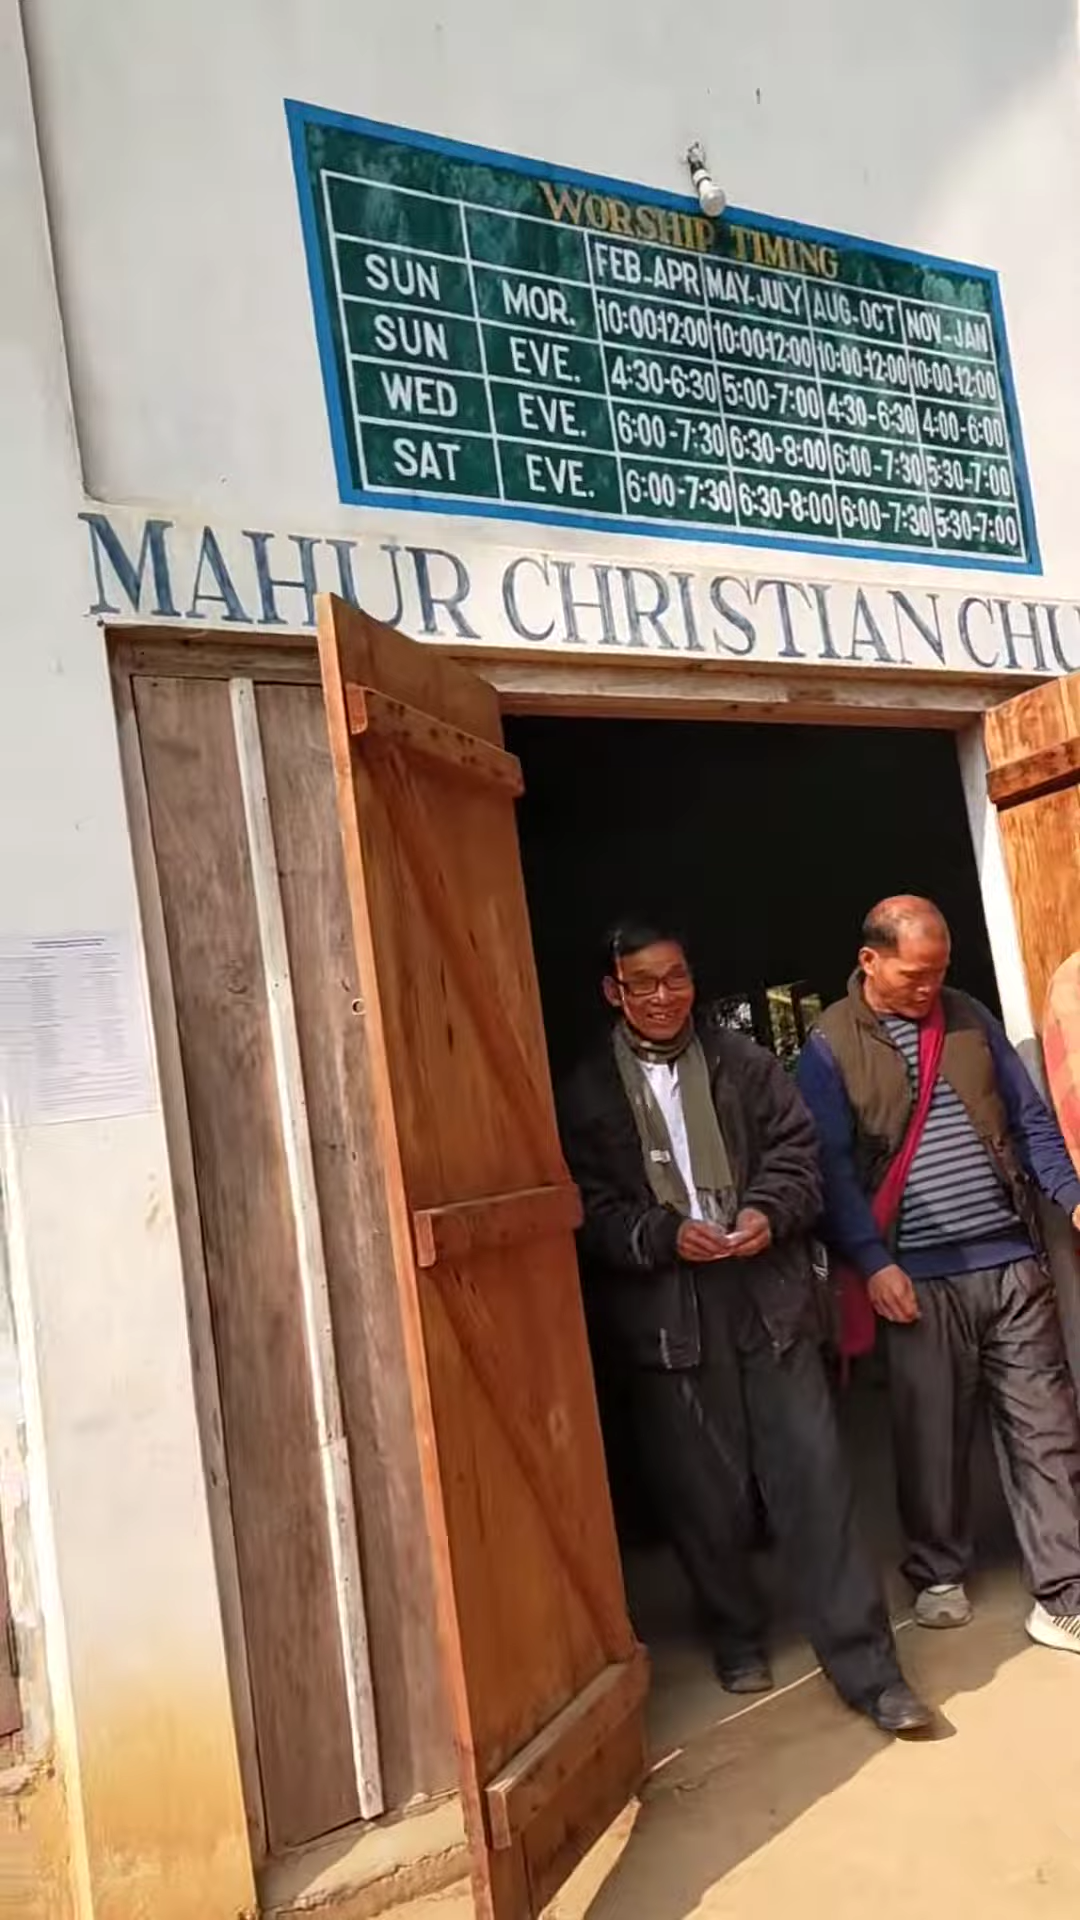 WORSHIP TIMING
FEB-APR MAY-JULY AUG-OCT NOV-JAN
SUN MOR. 10:00-12:00 10:00-12:00 10:00-12:00 10:00-12:00
SUN EVE. 4:30-6:30 5:00-7:00 4:30-6:30 4:00-6:00
WED EVE. 6:00-7:30 6:30-8:00 6:00-7:30 5:30-7:00
SAT EVE. 6:00-7:30 6:30-8:00 6:00-7:30 5:30-7:00
MAHUR CHRISTIAN CHU